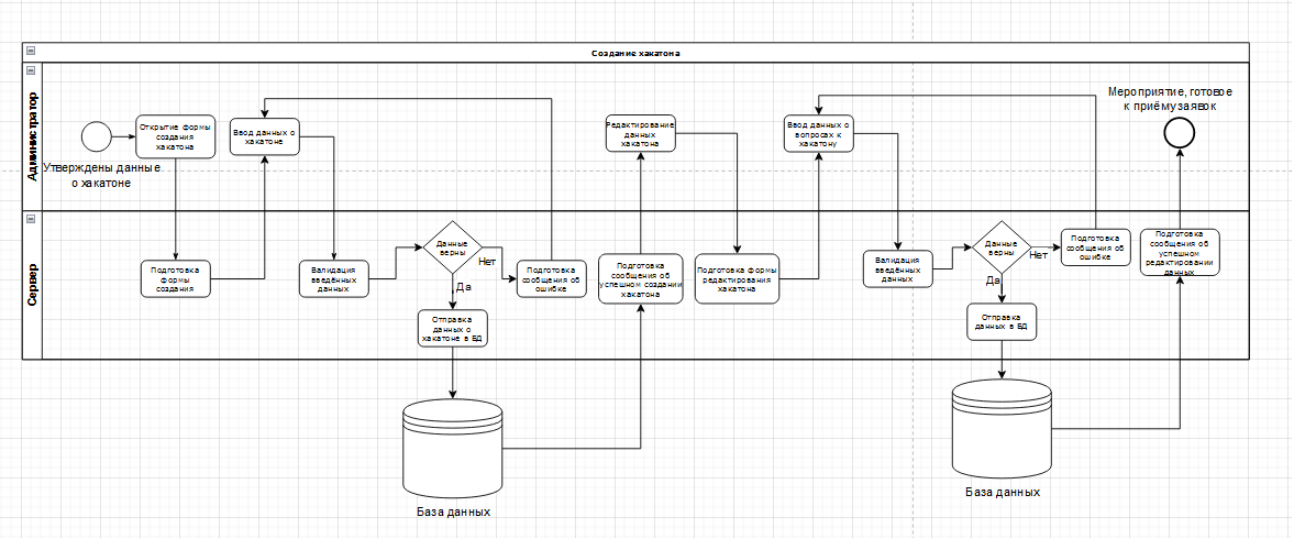 Создание хакатона
Администратор
Утверждены данные
о хакатоне
Открытие формы
создания
хакатона
Ввод данных о
хакатоне
Редактирование
данных
хакатона
Ввод данных о
вопросах к
хакатону
Мероприятие, готовое
к приёму заявок
Сервер
Подготовка
формы
создания
Валидация
введённых
данных
Данные
верны
Нет
Да
Подготовка
сообщения об
ошибке
Отправка
данных о
хакатоне в БД
Подготовка
сообщения об
успешном создании
хакатона
Подготовка формы
редактирования
хакатона
Валидация
введённых
данных
Данные
верны
Нет
Да
Подготовка
сообщения об
ошибке
Отправка
данных в БД
Подготовка
сообщения об
успешном
редактировании
данных
База данных
База данных